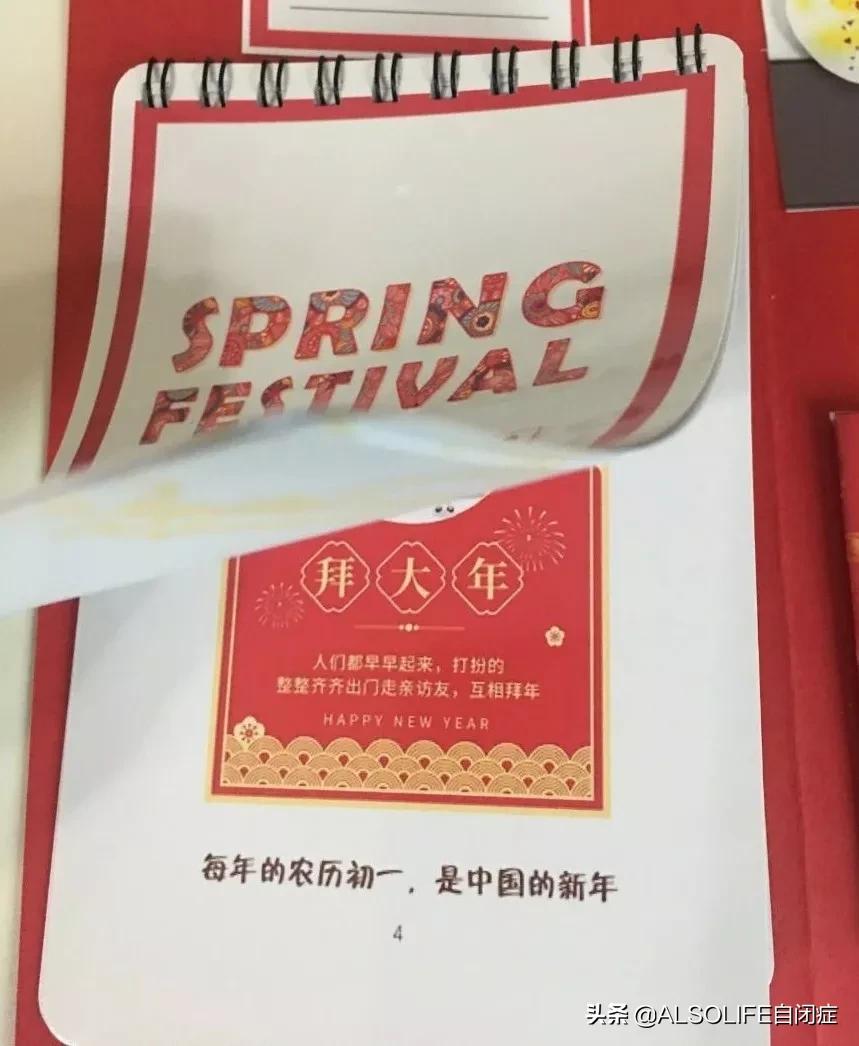 SPRING
FESTIVAL
拜大年
人们都早早起来，打扮的
整整齐齐出门走亲访友，互相拜年
HAPPY NEW YEAR
每年的农历初一，是中国的新年
4
头条 @ALSOLIFE自闭症